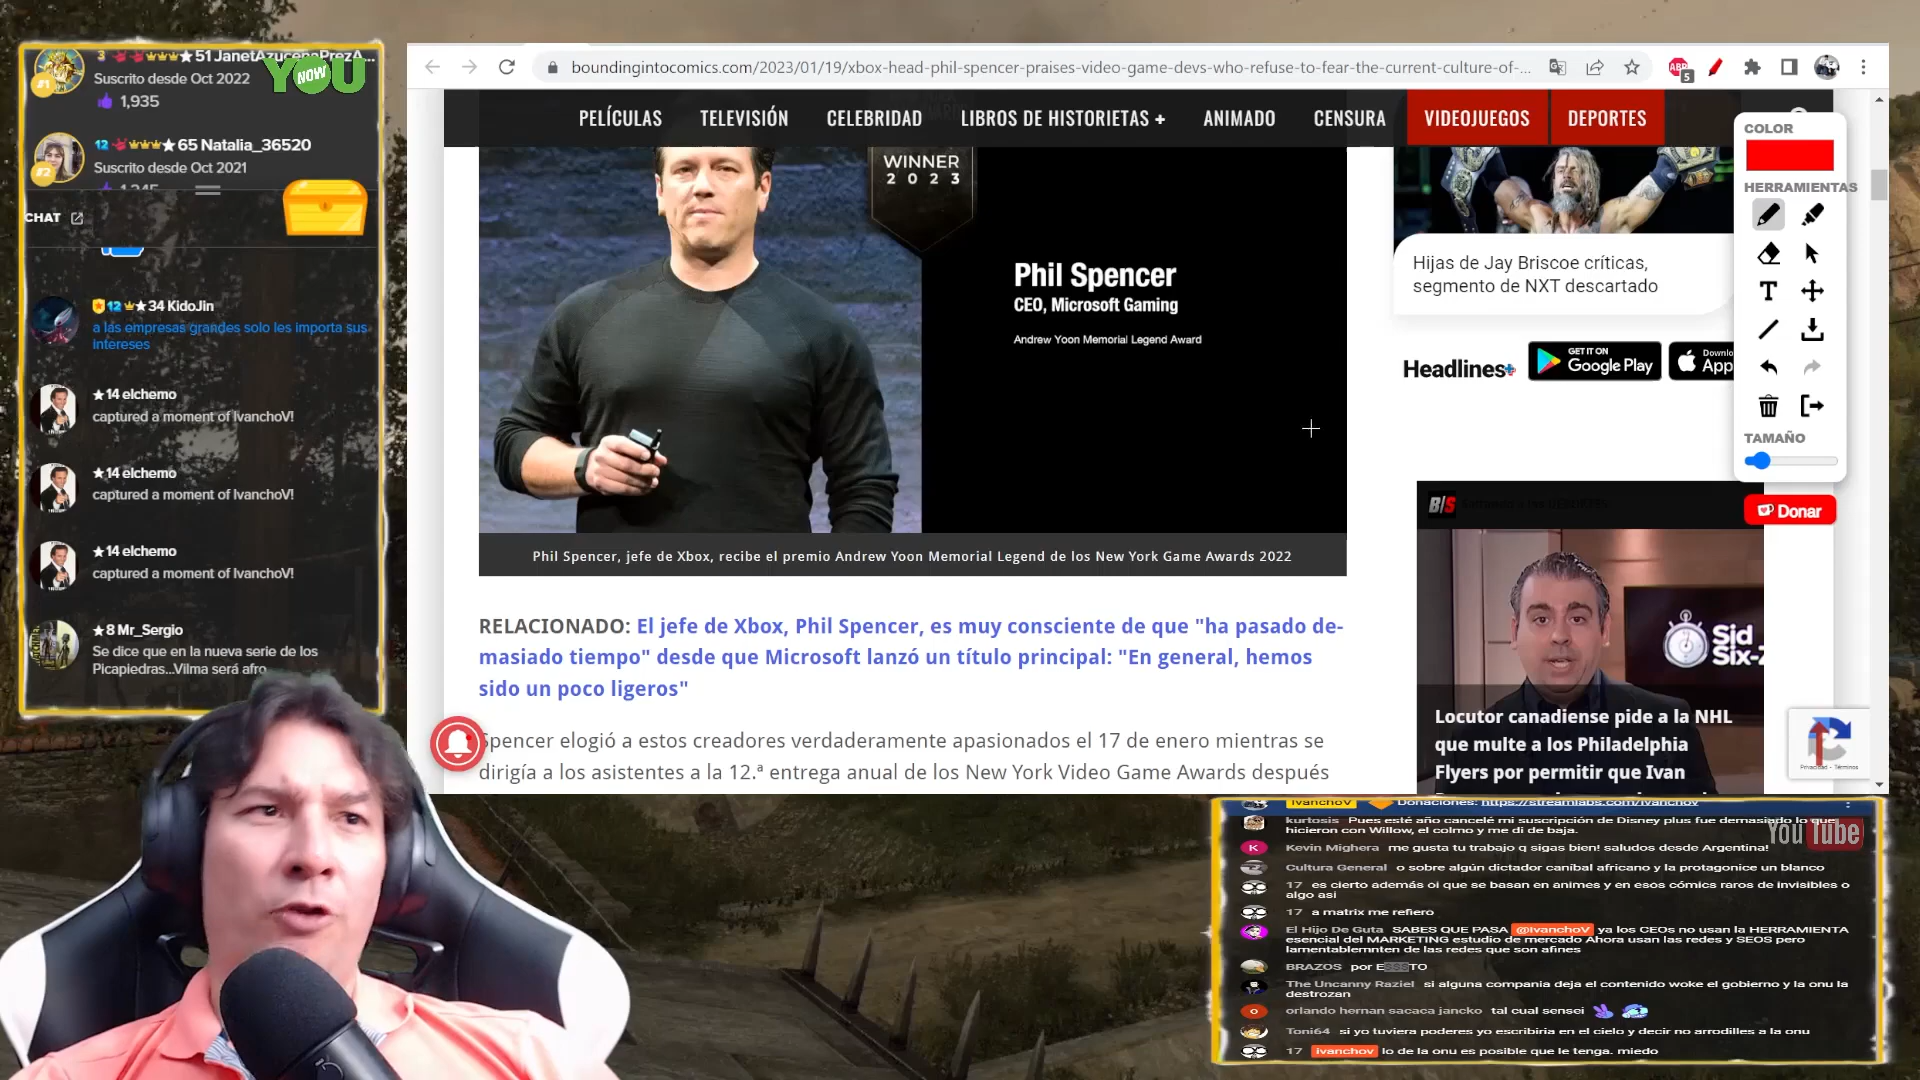 3 51 JanetAzucenaPrezA...
Suscrito desde Oct 2022
1,935
#1
YOU NOW
12 65 Natalia_36520
Suscrito desde Oct 2021
#2
CHAT
12 34 KidoJin
a las empresas grandes solo les importa sus
intereses
14 elchemo
captured a moment of IvanchoV!
14 elchemo
captured a moment of IvanchoV!
14 elchemo
captured a moment of IvanchoV!
8 Mr_Sergio
Se dice que en la nueva serie de los
Picapiedras...Vilma será afro
boundingintocomics.com/2023/01/19/xbox-head-phil-spencer-praises-video-game-devs-who-refuse-to-fear-the-current-culture-of-...
ABP
5
PELÍCULAS TELEVISIÓN CELEBRIDAD LIBROS DE HISTORIETAS + ANIMADO CENSURA VIDEOJUEGOS DEPORTES
WINNER
2023
Phil Spencer
CEO, Microsoft Gaming
Andrew Yoon Memorial Legend Award
Phil Spencer, jefe de Xbox, recibe el premio Andrew Yoon Memorial Legend de los New York Game Awards 2022
RELACIONADO: El jefe de Xbox, Phil Spencer, es muy consciente de que "ha pasado de-
masiado tiempo" desde que Microsoft lanzó un título principal: "En general, hemos
sido un poco ligeros"
Spencer elogió a estos creadores verdaderamente apasionados el 17 de enero mientras se
dirigía a los asistentes a la 12.ª entrega anual de los New York Video Game Awards después
Hijas de Jay Briscoe críticas,
segmento de NXT descartado
Headlines+
GET IT ON
Google Play
Downlo
App
B/S
Sid
Six-
Locutor canadiense pide a la NHL
que multe a los Philadelphia
Flyers por permitir que Ivan
COLOR
HERRAMIENTAS
T
TAMAÑO
Donar
Privacidad - Términos
IvanchoV Donaciones: https://streamlabs.com/ivanchov
YouTube
kurtosis Pues esté año cancelé mi suscripción de Disney plus fue demasiado lo que
hicieron con Willow, el colmo y me di de baja.
K Kevin Mighera me gusta tu trabajo q sigas bien! saludos desde Argentina!
Cultura General o sobre algún dictador caníbal africano y la protagonice un blanco
17 es cierto además oi que se basan en animes y en esos cómics raros de invisibles o
algo asi
17 a matrix me refiero
El Hijo De Guta SABES QUE PASA @IvanchoV ya los CEOs no usan la HERRAMIENTA
esencial del MARKETING estudio de mercado Ahora usan las redes y SEOS pero
lamentablemnten de las redes que son afines
BRAZOS por ESSSTO
The Uncanny Raziel si alguna compania deja el contenido woke el gobierno y la onu la
destrozan
O orlando hernan sacaca jancko tal cual sensei
Toni64 si yo tuviera poderes yo escribiria en el cielo y decir no arrodilles a la onu
17 ivanchov lo de la onu es posible que le tenga. miedo